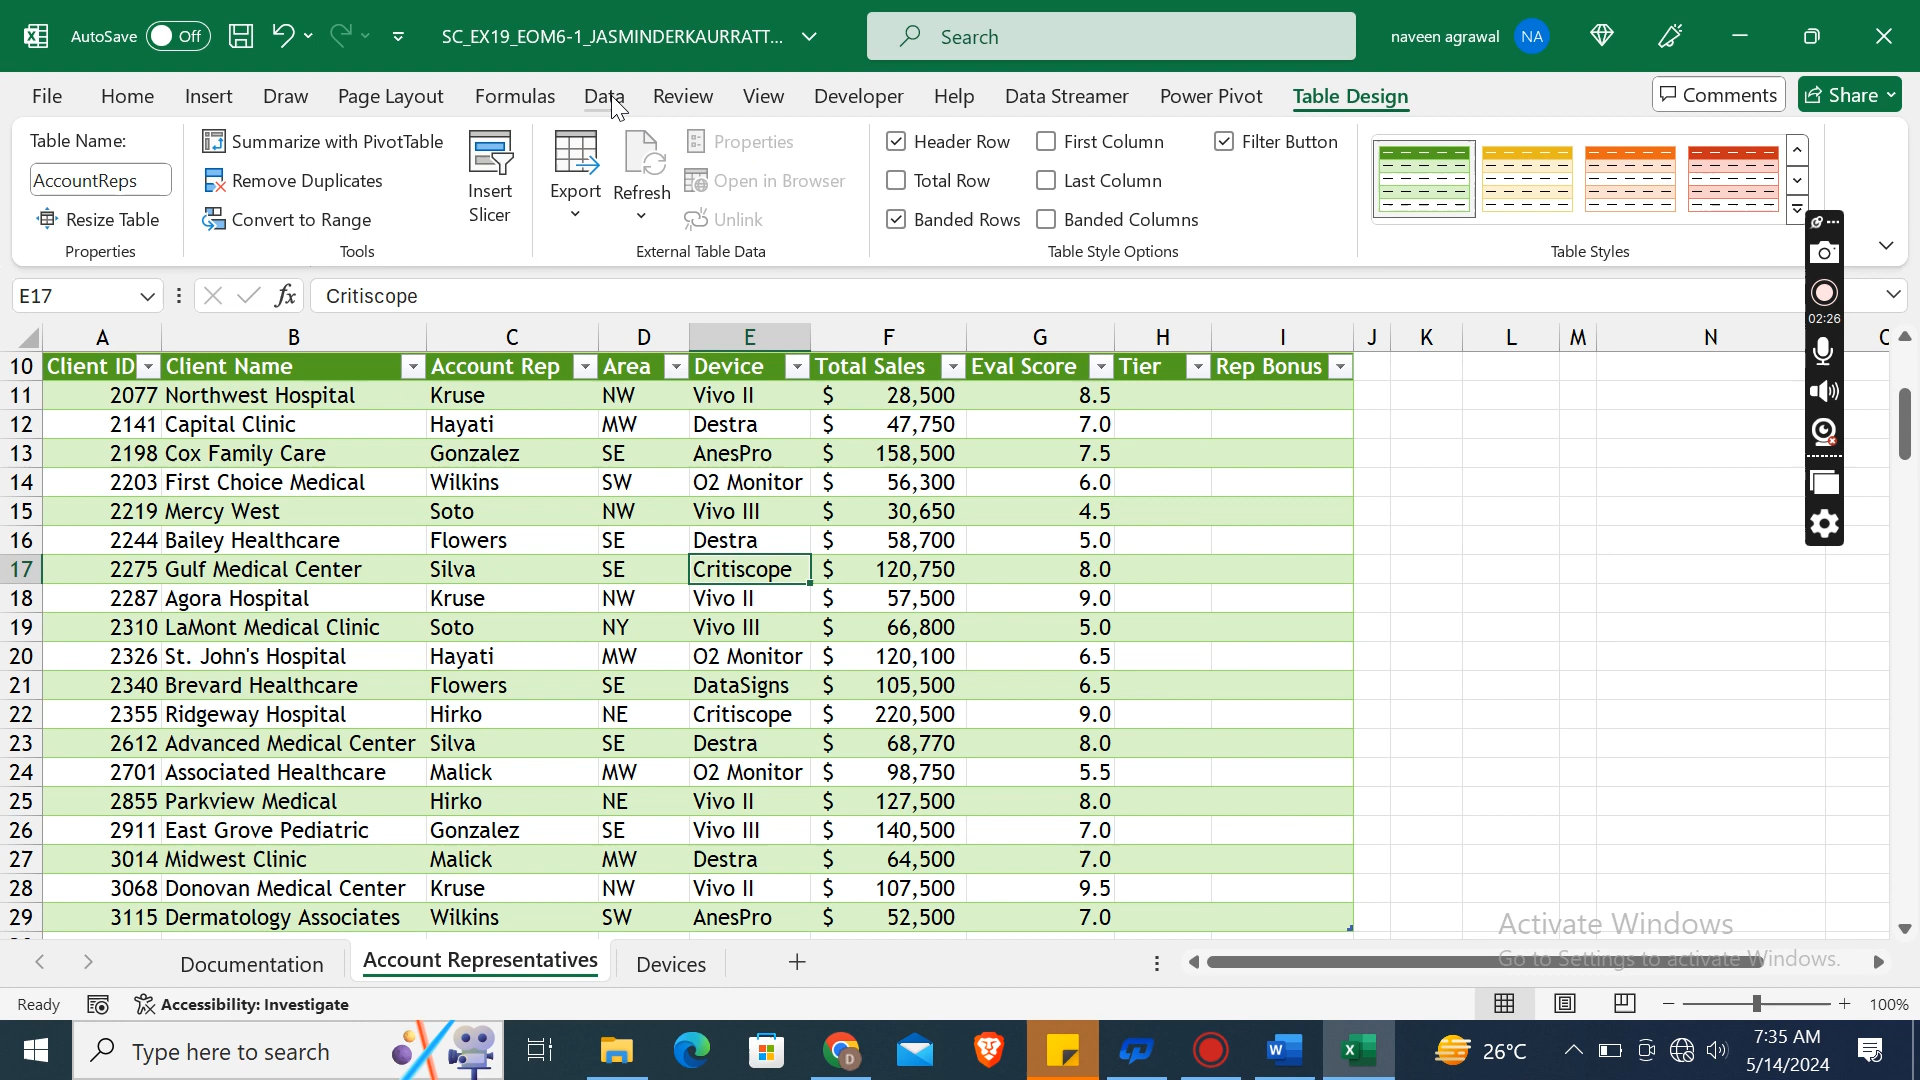 AutoSave Off SC_EX19_EOM6-1_JASMINDERKAURRATT... Search naveen agrawal NA
File Home Insert Draw Page Layout Formulas Data Review View Developer Help Data Streamer Power Pivot Table Design Comments Share
Table Name: Summarize with PivotTable Properties Header Row First Column Filter Button
AccountReps Remove Duplicates Insert Slicer Export Refresh Open in Browser Total Row Last Column
Resize Table Convert to Range Unlink Banded Rows Banded Columns
Properties Tools External Table Data Table Style Options Table Styles
E17 fx Critiscope
02:26
A B C D E F G H I J K L M N
10 Client ID Client Name Account Rep Area Device Total Sales Eval Score Tier Rep Bonus
11 2077 Northwest Hospital Kruse NW Vivo II $ 28,500 8.5
12 2141 Capital Clinic Hayati MW Destra $ 47,750 7.0
13 2198 Cox Family Care Gonzalez SE AnesPro $ 158,500 7.5
14 2203 First Choice Medical Wilkins SW O2 Monitor $ 56,300 6.0
15 2219 Mercy West Soto NW Vivo III $ 30,650 4.5
16 2244 Bailey Healthcare Flowers SE Destra $ 58,700 5.0
17 2275 Gulf Medical Center Silva SE Critiscope $ 120,750 8.0
18 2287 Agora Hospital Kruse NW Vivo II $ 57,500 9.0
19 2310 LaMont Medical Clinic Soto NY Vivo III $ 66,800 5.0
20 2326 St. John's Hospital Hayati MW O2 Monitor $ 120,100 6.5
21 2340 Brevard Healthcare Flowers SE DataSigns $ 105,500 6.5
22 2355 Ridgeway Hospital Hirko NE Critiscope $ 220,500 9.0
23 2612 Advanced Medical Center Silva SE Destra $ 68,770 8.0
24 2701 Associated Healthcare Malick MW O2 Monitor $ 98,750 5.5
25 2855 Parkview Medical Hirko NE Vivo II $ 127,500 8.0
26 2911 East Grove Pediatric Gonzalez SE Vivo III $ 140,500 7.0
27 3014 Midwest Clinic Malick MW Destra $ 64,500 7.0
28 3068 Donovan Medical Center Kruse NW Vivo II $ 107,500 9.5
29 3115 Dermatology Associates Wilkins SW AnesPro $ 52,500 7.0
Activate Windows
Go to Settings to activate Windows.
Documentation Account Representatives Devices
Ready Accessibility: Investigate 100%
Type here to search 26°C 7:35 AM
5/14/2024